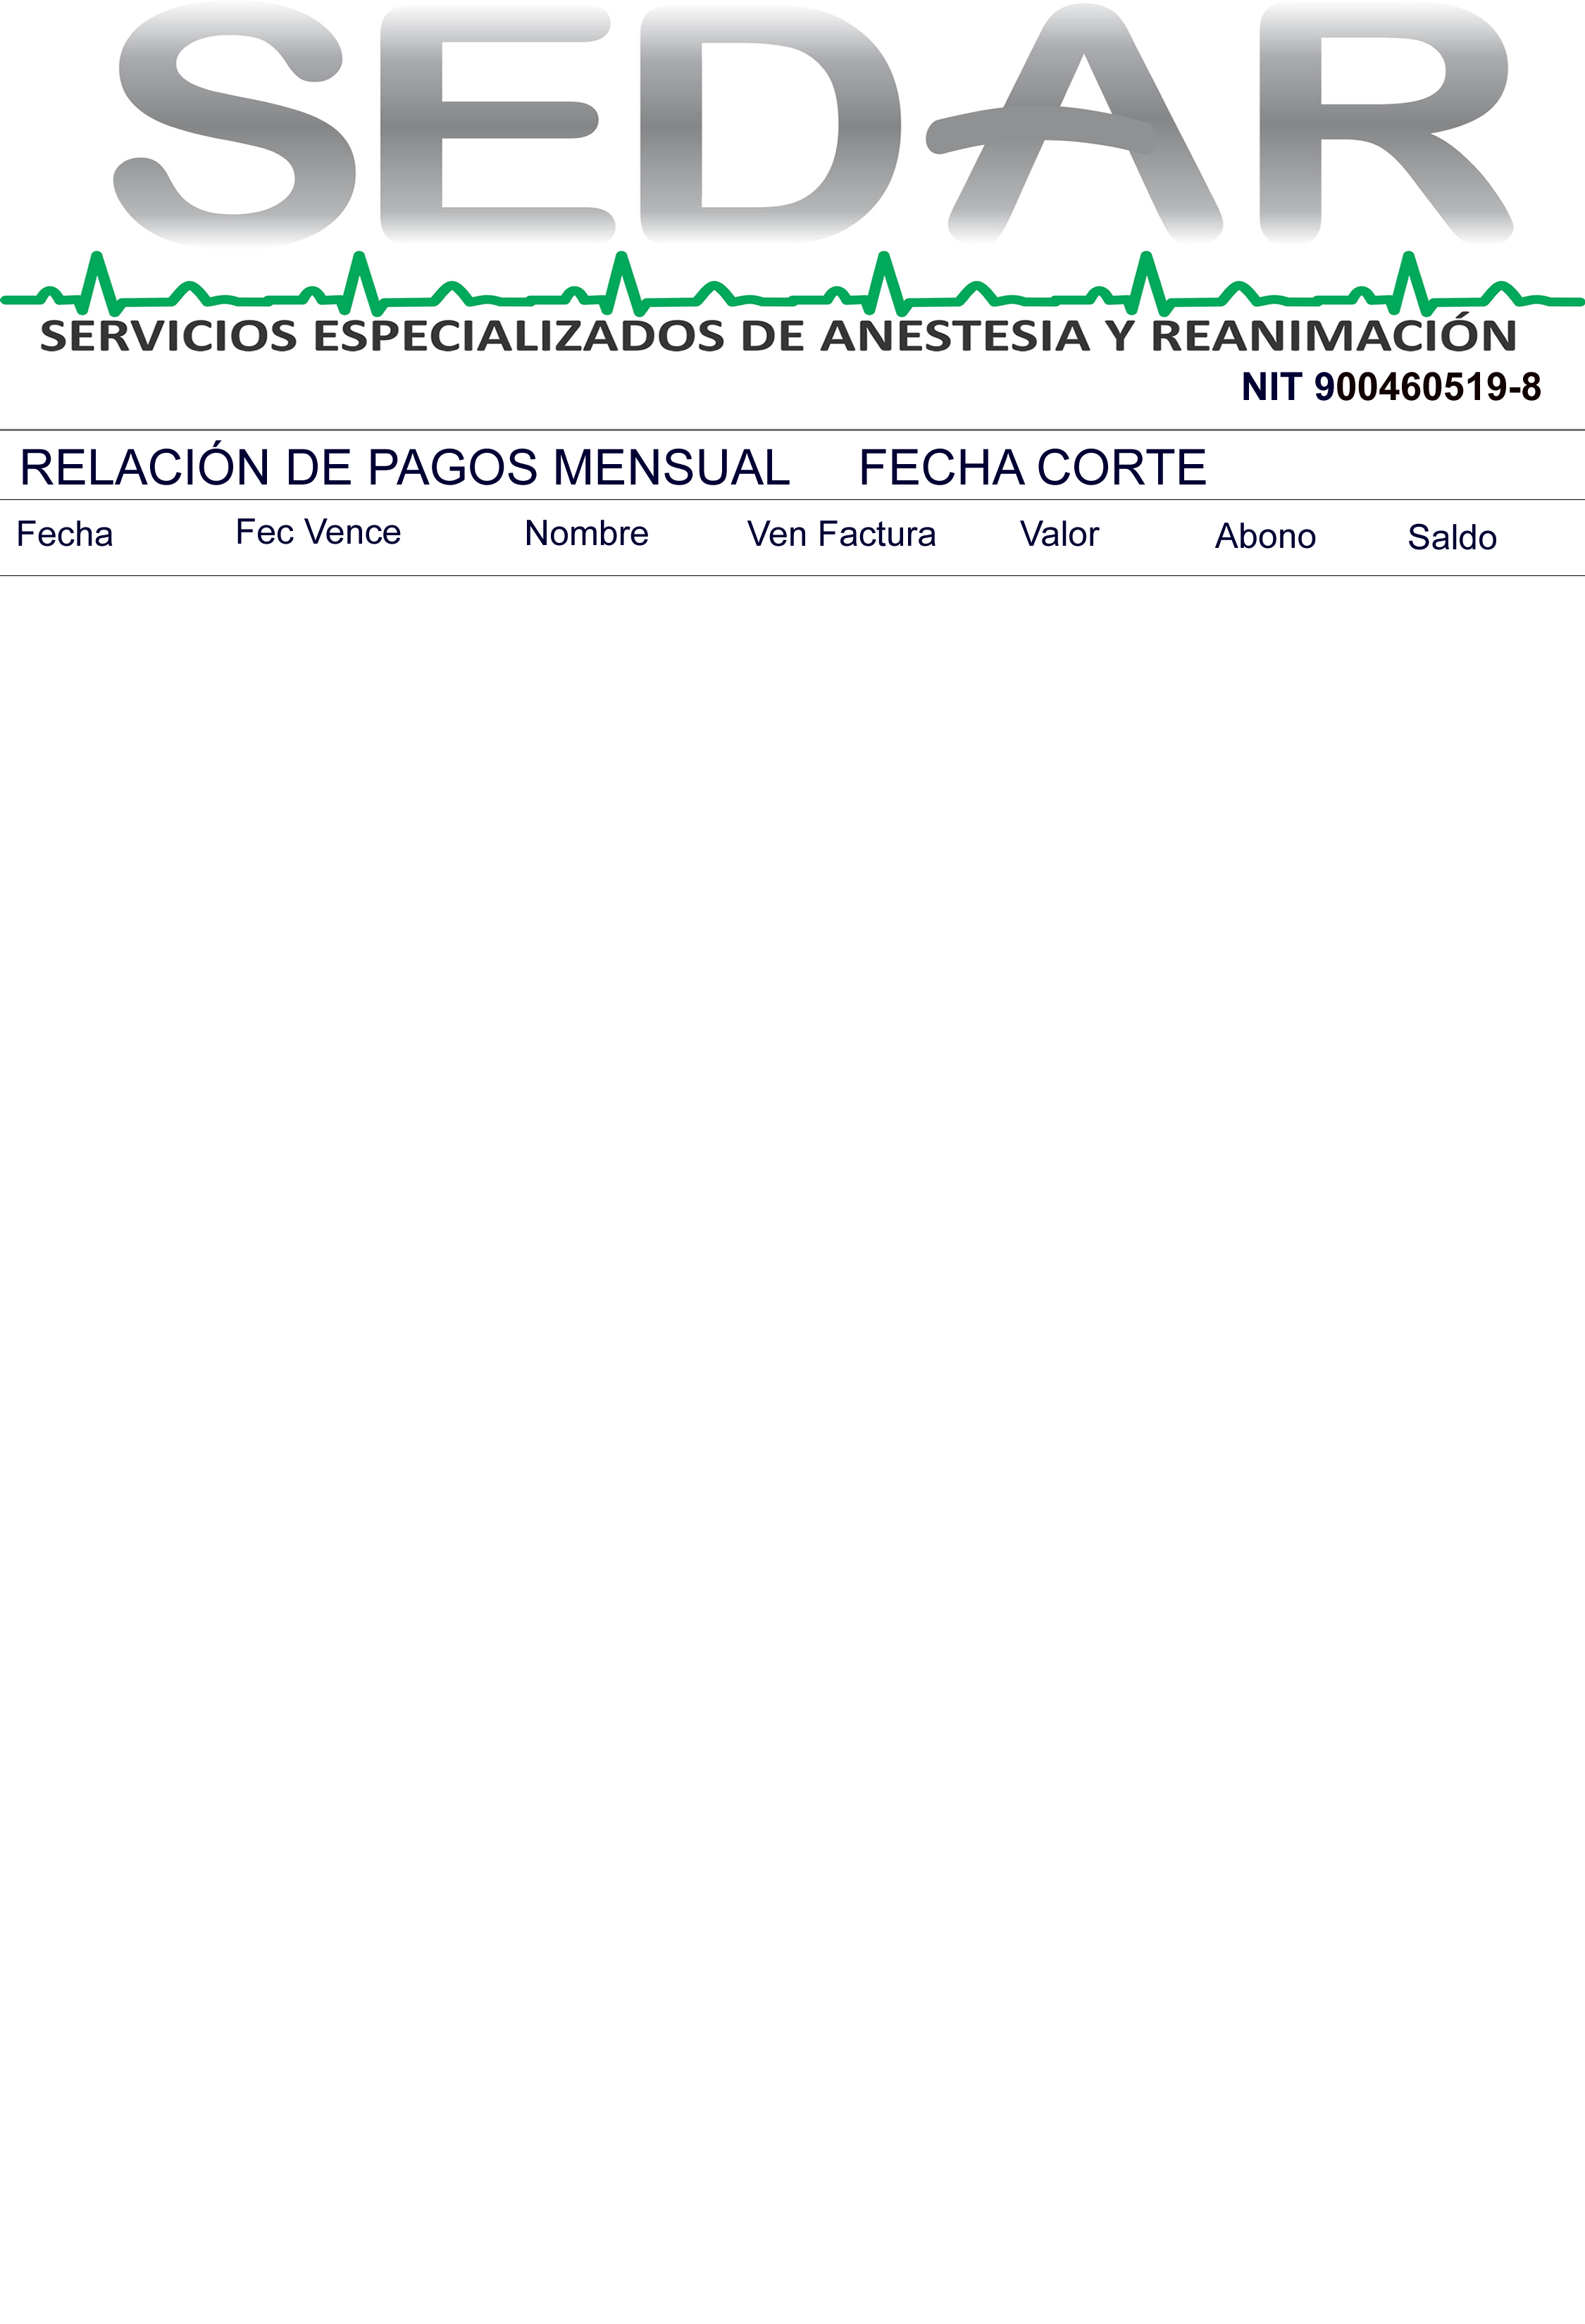 SEDAR
SERVICIOS ESPECIALIZADOS DE ANESTESIA Y REANIMACIÓN
NIT 900460519-8
RELACIÓN DE PAGOS MENSUAL FECHA CORTE
Fecha Fec Vence Nombre Ven Factura Valor Abono Saldo